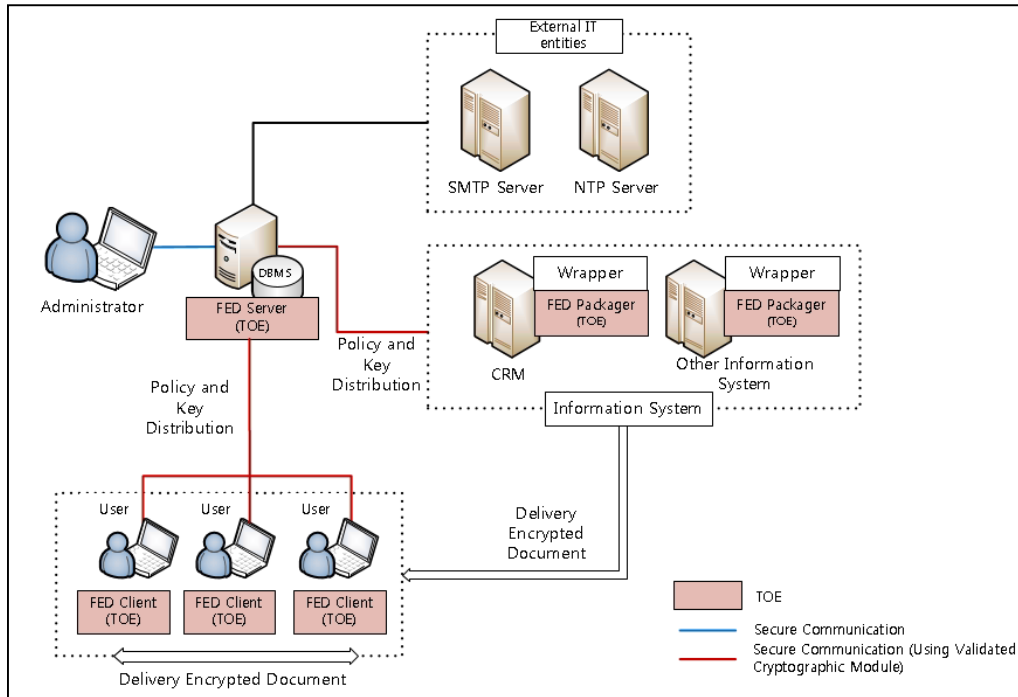 External IT
entities
SMTP Server
NTP Server
Administrator
DBMS
FED Server
(TOE)
Policy and
Key
Distribution
Wrapper
FED Packager
(TOE)
CRM
Wrapper
FED Packager
(TOE)
Other Information
System
Information System
Policy and
Key
Distribution
User
User
User
FED Client
(TOE)
FED Client
(TOE)
FED Client
(TOE)
Delivery Encrypted Document
Delivery
Encrypted
Document
TOE
Secure Communication
Secure Communication (Using Validated
Cryptographic Module)